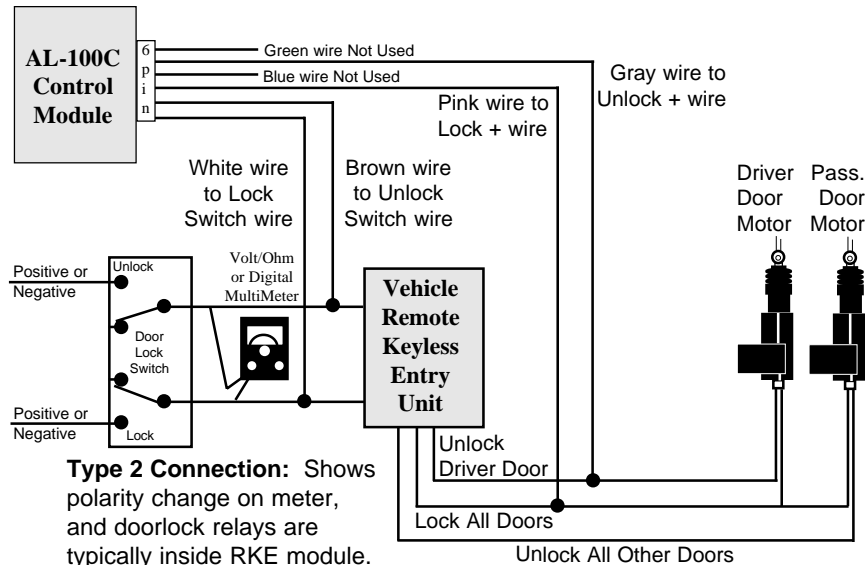 AL-100C
Control
Module
6
p
i
n
Green wire Not Used
Blue wire Not Used
Gray wire to
Unlock + wire
Pink wire to
Lock + wire
White wire
to Lock
Switch wire
Brown wire
to Unlock
Switch wire
Driver
Door
Motor
Pass.
Door
Motor
Positive or
Negative
Unlock
Door
Lock
Switch
Positive or
Negative
Lock
Volt/Ohm
or Digital
MultiMeter
Vehicle
Remote
Keyless
Entry
Unit
Unlock
Driver Door
Lock All Doors
Unlock All Other Doors
Type 2 Connection: Shows
polarity change on meter,
and doorlock relays are
typically inside RKE module.